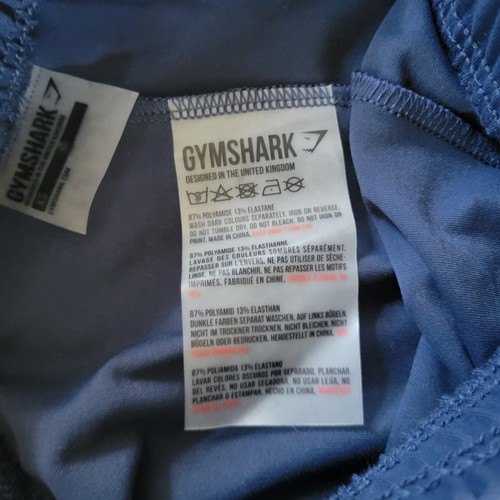 GYMSHARK
GYMSHARK
DESIGNED IN THE UNITED KINGDOM
87% POLYAMIDE 13% ELASTANE
WASH DARK COLOURS SEPARATELY. IRON ON REVERSE.
DO NOT TUMBLE DRY. DO NOT BLEACH. DO NOT IRON
PRINT. MADE IN CHINA.
87% POLYAMIDE 13% ÉLASTHANNE
LAVAGE DES COULEURS SOMBRES SÉPARÉMENT.
REPASSER SUR L'ENVERS, NE PAS UTILISER DE SÈCHE-
LINGE, NE PAS BLANCHIR, NE PAS REPASSER LES MOTIFS
IMPRIMÉS, FABRIQUÉ EN CHINE.
87% POLYAMID 13% ELASTHAN
DUNKLE FARBEN SEPARAT WASCHEN, AUF LINKS BÜGELN.
NICHT IM TROCKNER TROCKNEN, NICHT BLEICHEN, NICHT
BÜGELN ODER BEDRUCKEN, HERGESTELLT IN CHINA.
87% POLIAMIDA 13% ELASTANO
LAVAR COLORES OSCUROS POR SEPARADO, PLANCHAR
DEL REVÉS. NO USAR SECADORA. NO USAR LEJÍA, NO
PLANCHAR O ESTAMPAR, HECHO EN CHINA,